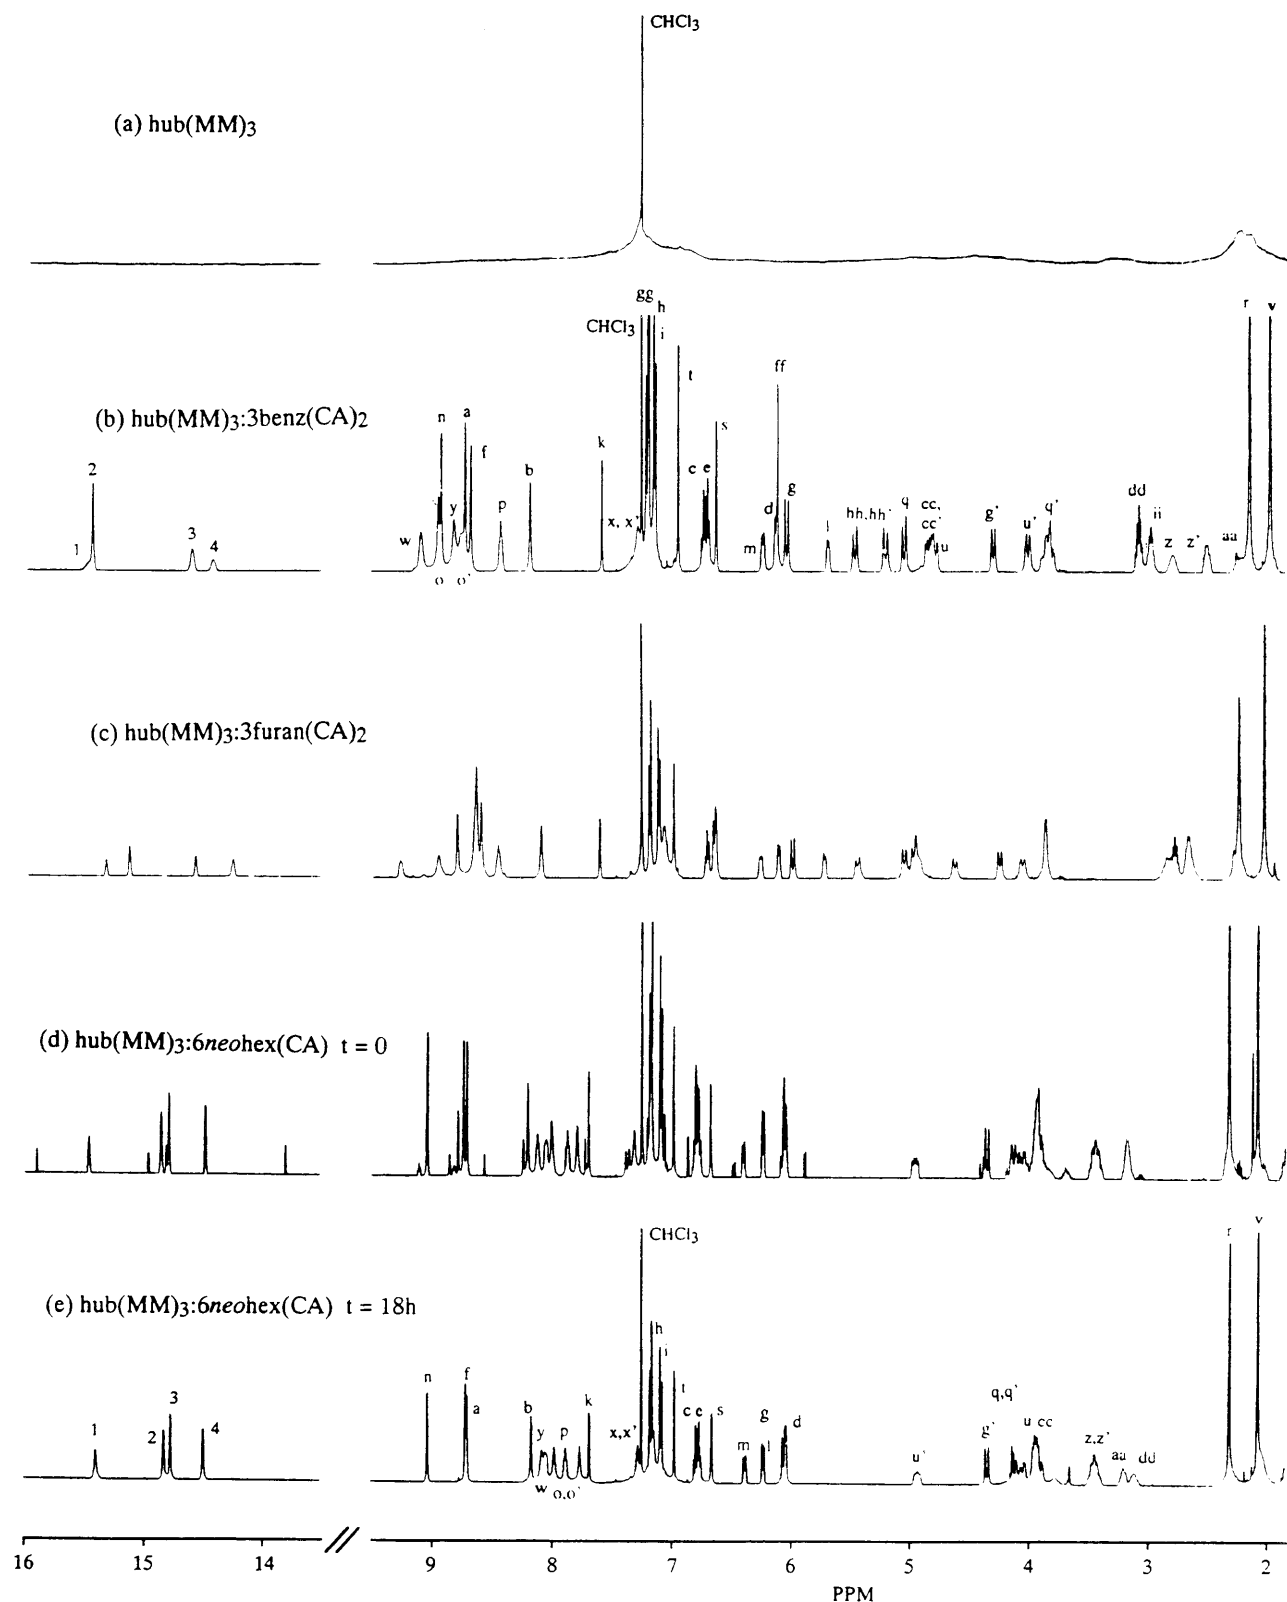 CHCl3
(a) hub(MM)3
gg
h
CHCl3
i
r
v
t
ff
(b) hub(MM)3:3benz(CA)2
n
a
s
f
k
c e
2
y
p
b
d
g
q
cc,
cc'
dd
hh,hh'
g'
u'
q'
ii
3
x, x'
l
1
4
w
m
u
z
z'
aa
o
o'
(c) hub(MM)3:3furan(CA)2
(d) hub(MM)3:6neohex(CA) t = 0
CHCl3
r
v
(e) hub(MM)3:6neohex(CA) t = 18h
h
i
n
f
t
q,q'
3
a
b
k
c e
s
g
d
1
2
4
y
p
x,x'
m
l
g'
u cc
z,z'
u'
aa
dd
w
o,o'
16 15 14 // 9 8 7 6 5 4 3 2
PPM